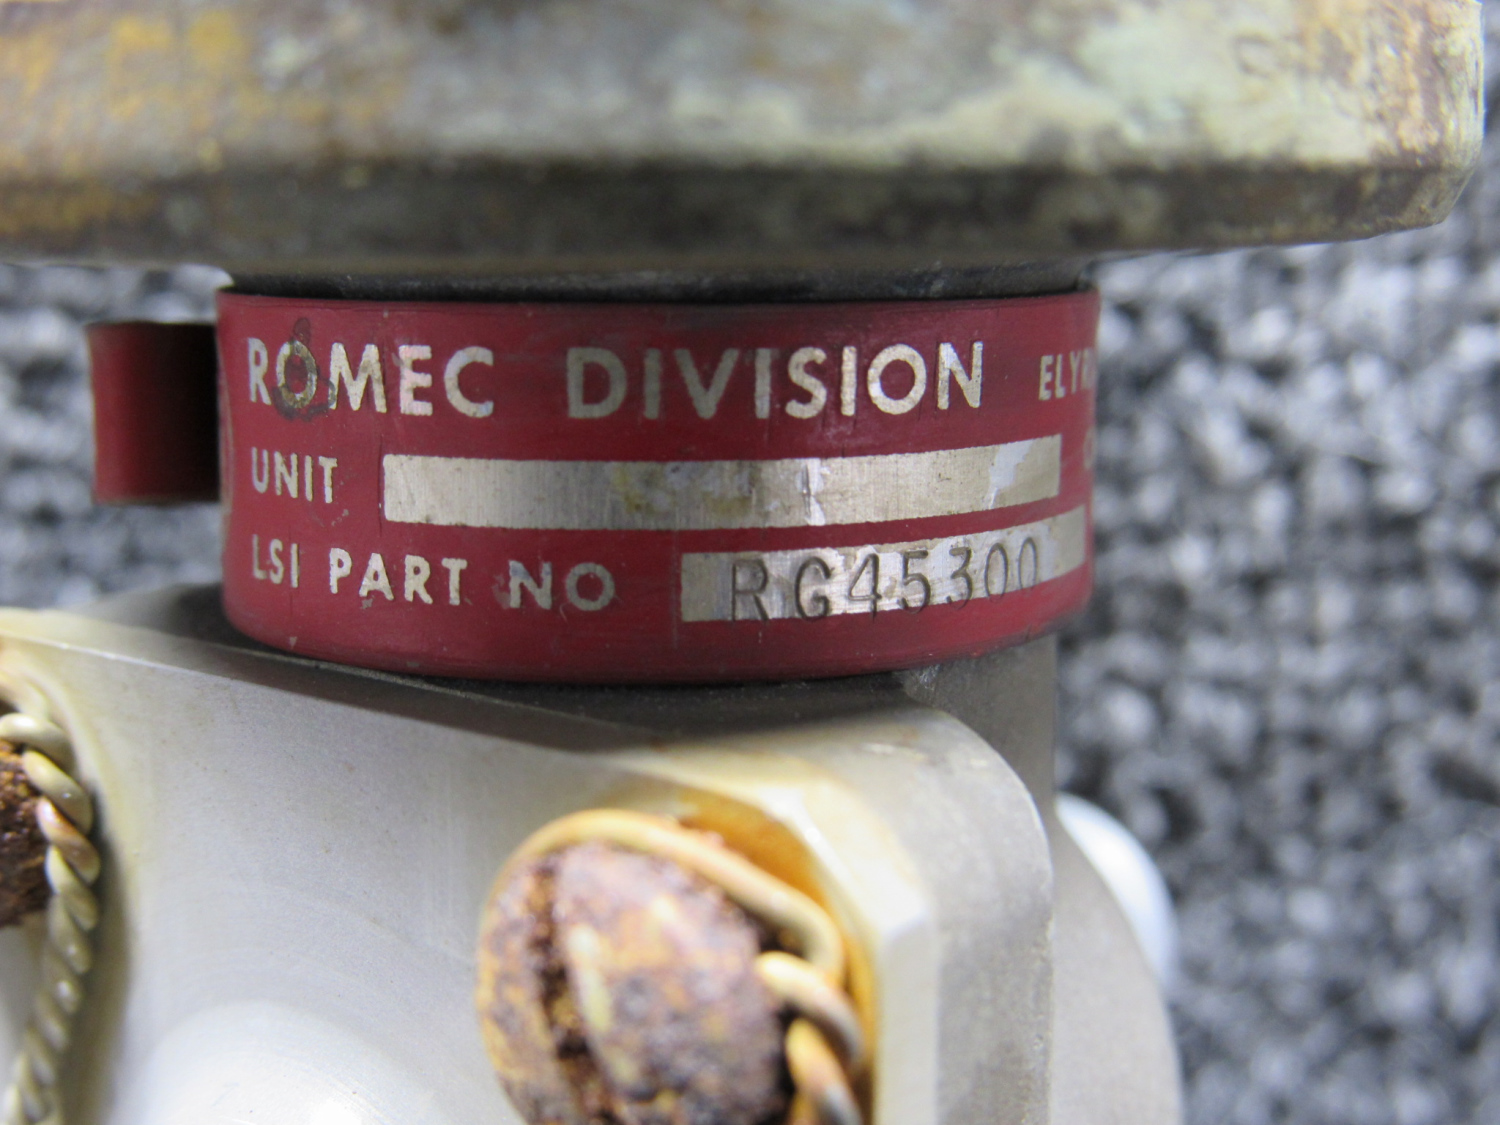 ROMEC DIVISION
UNIT
LSI PART NO RG45300